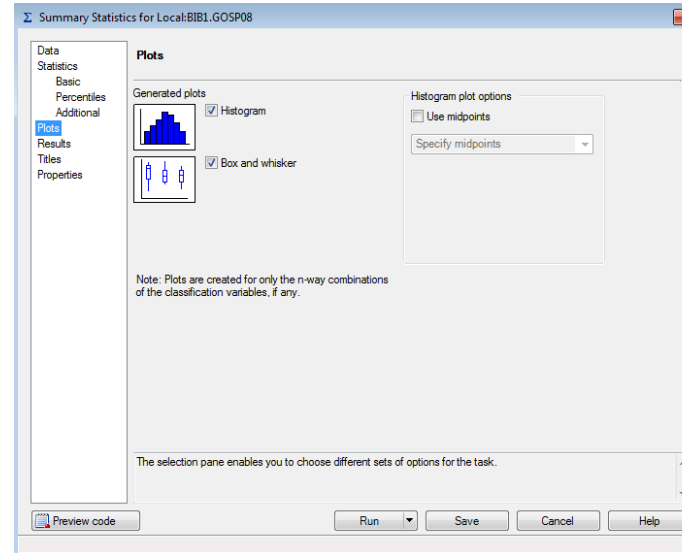 Σ Summary Statistics for Local:BIB1.GOSP08
Data
Statistics
Basic
Percentiles
Additional
Plots
Results
Titles
Properties
Plots
Generated plots
Histogram
Box and whisker
Histogram plot options
Use midpoints
Specify midpoints
Note: Plots are created for only the n-way combinations
of the classification variables, if any.
The selection pane enables you to choose different sets of options for the task.
Preview code
Run
Save
Cancel
Help